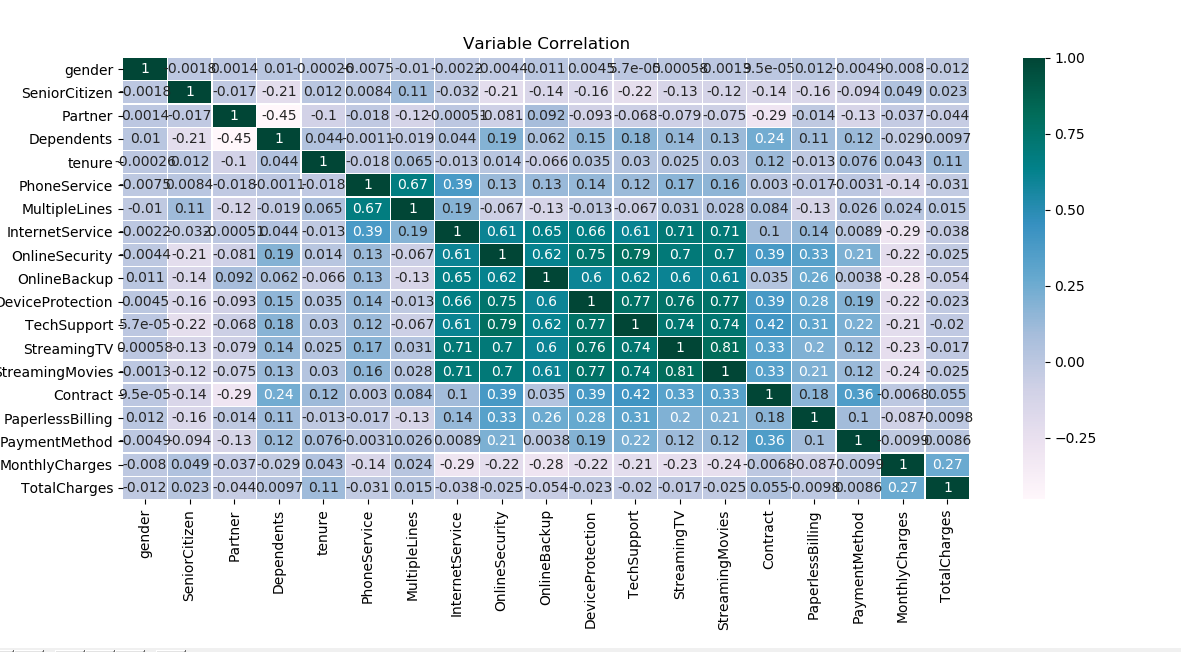 Variable Correlation
gender 1 -0.0018 0.0014 0.01 -0.00026 -0.0075 -0.01 -0.0022 0.0044 0.011 0.0045 5.7e-05 0.00058 0.0013 9.5e-05 0.012 -0.0049 -0.008 -0.012
SeniorCitizen -0.0018 1 -0.017 -0.21 0.012 0.0084 0.11 -0.032 -0.21 -0.14 -0.16 -0.22 -0.13 -0.12 -0.14 -0.16 -0.094 0.049 0.023
Partner -0.0014 -0.017 1 -0.45 -0.1 -0.018 -0.12 -0.00051 -0.081 0.092 -0.093 -0.068 -0.079 -0.075 -0.29 -0.014 -0.13 -0.037 -0.044
Dependents 0.01 -0.21 -0.45 1 0.044 -0.0011 -0.019 0.044 0.19 0.062 0.15 0.18 0.14 0.13 0.24 0.11 0.12 -0.029 0.0097
tenure -0.00026 0.012 -0.1 0.044 1 -0.018 0.065 -0.013 0.014 -0.066 0.035 0.03 0.025 0.03 0.12 -0.013 0.076 0.043 0.11
PhoneService -0.0075 0.0084 -0.018 -0.0011 -0.018 1 0.67 0.39 0.13 0.13 0.14 0.12 0.17 0.16 0.003 -0.017 -0.0031 -0.14 -0.031
MultipleLines -0.01 0.11 -0.12 -0.019 0.065 0.67 1 0.19 -0.067 -0.13 -0.013 -0.067 0.031 0.028 0.084 -0.13 0.026 0.024 0.015
InternetService -0.0022 -0.032 -0.00051 0.044 -0.013 0.39 0.19 1 0.61 0.65 0.66 0.61 0.71 0.71 0.1 0.14 0.0089 -0.29 -0.038
OnlineSecurity -0.0044 -0.21 -0.081 0.19 0.014 0.13 -0.067 0.61 1 0.62 0.75 0.79 0.7 0.7 0.39 0.33 0.21 -0.22 -0.025
OnlineBackup -0.011 -0.14 0.092 0.062 -0.066 0.13 -0.13 0.65 0.62 1 0.6 0.62 0.6 0.61 0.035 0.26 0.0038 -0.28 -0.054
DeviceProtection -0.0045 -0.16 -0.093 0.15 0.035 0.14 -0.013 0.66 0.75 0.6 1 0.77 0.76 0.77 0.39 0.28 0.19 -0.22 -0.023
TechSupport 5.7e-05 -0.22 -0.068 0.18 0.03 0.12 -0.067 0.61 0.79 0.62 0.77 1 0.74 0.74 0.42 0.31 0.22 -0.21 -0.02
StreamingTV 0.00058 -0.13 -0.079 0.14 0.025 0.17 0.031 0.71 0.7 0.6 0.76 0.74 1 0.81 0.33 0.2 0.12 -0.23 -0.017
StreamingMovies -0.0013 -0.12 -0.075 0.13 0.03 0.16 0.028 0.71 0.7 0.61 0.77 0.74 0.81 1 0.33 0.21 0.12 -0.24 -0.025
Contract 9.5e-05 -0.14 -0.29 0.24 0.12 0.003 0.084 0.1 0.39 0.035 0.39 0.42 0.33 0.33 1 0.18 0.36 -0.0068 0.055
PaperlessBilling -0.012 -0.16 -0.014 0.11 -0.013 -0.017 -0.13 0.14 0.33 0.26 0.28 0.31 0.2 0.21 0.18 1 0.1 -0.087 -0.0098
PaymentMethod -0.0049 -0.094 -0.13 0.12 0.076 -0.0031 0.026 0.0089 0.21 0.0038 0.19 0.22 0.12 0.12 0.36 0.1 1 -0.0099 0.0086
MonthlyCharges -0.008 0.049 -0.037 -0.029 0.043 -0.14 0.024 -0.29 -0.22 -0.28 -0.22 -0.21 -0.23 -0.24 -0.0068 -0.087 -0.0099 1 0.27
TotalCharges -0.012 0.023 -0.044 0.0097 0.11 -0.031 0.015 -0.038 -0.025 -0.054 -0.023 -0.02 -0.017 -0.025 0.055 -0.0098 0.0086 0.27 1
gender SeniorCitizen Partner Dependents tenure PhoneService MultipleLines InternetService OnlineSecurity OnlineBackup DeviceProtection TechSupport StreamingTV StreamingMovies Contract PaperlessBilling PaymentMethod MonthlyCharges TotalCharges
1.00
0.75
0.50
0.25
0.00
−0.25